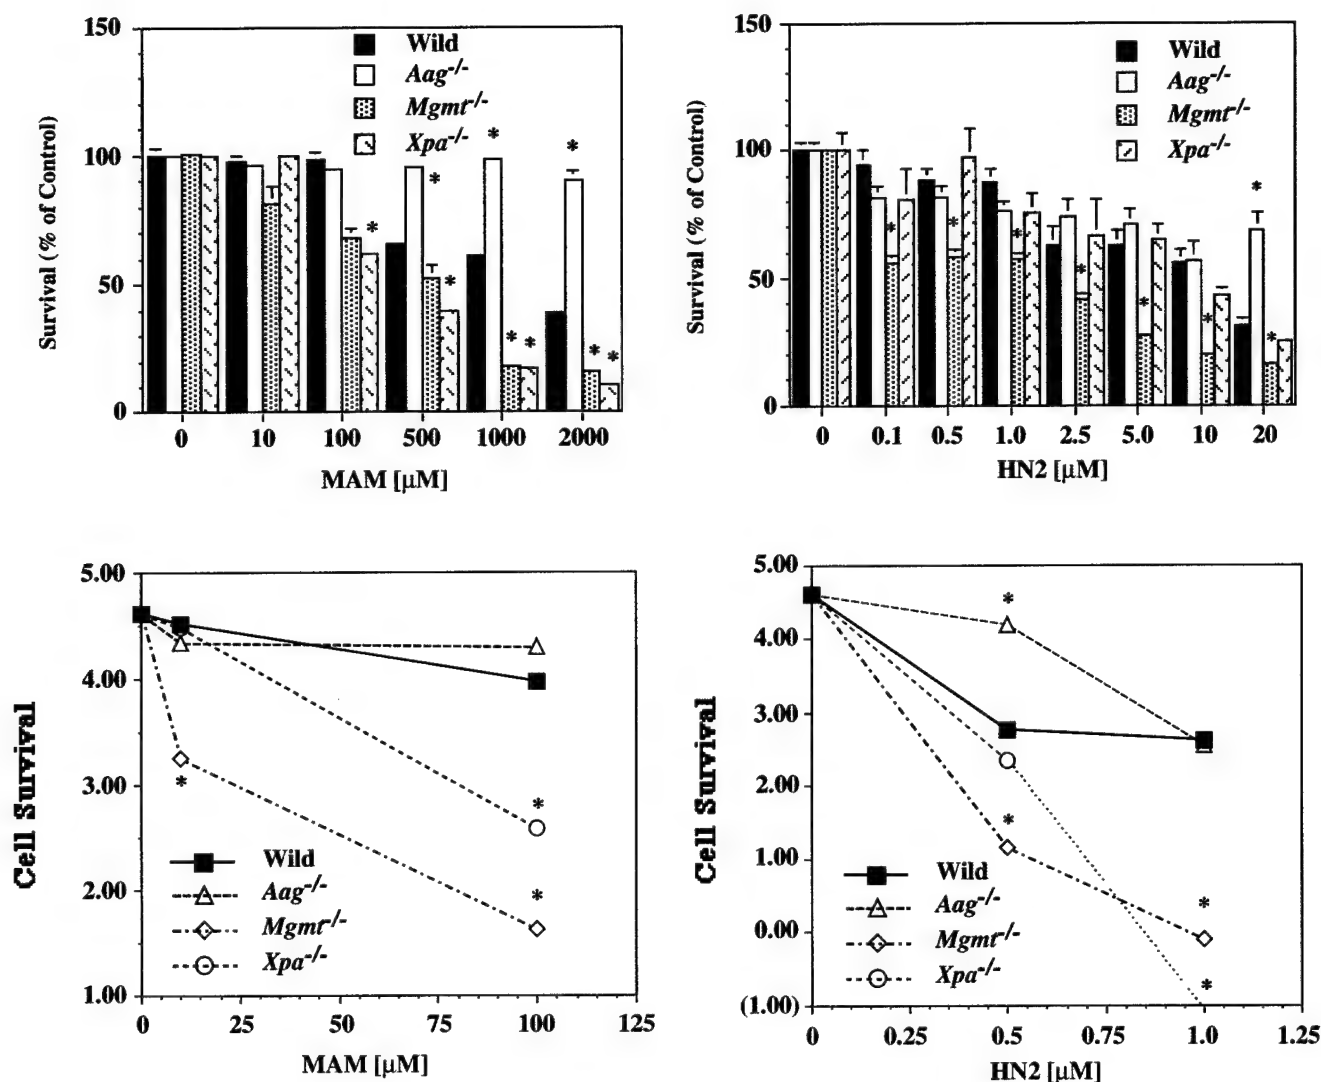 150
100
50
0
Survival (% of Control)
Wild
Aag-/-
Mgmt-/-
Xpa-/-
* * * * * * * * *
0 10 100 500 1000 2000
MAM [µM]
150
100
50
0
Survival (% of Control)
Wild
Aag-/-
Mgmt-/-
Xpa-/-
* * * * * * * *
0 0.1 0.5 1.0 2.5 5.0 10 20
HN2 [µM]
5.00
4.00
3.00
2.00
1.00
Cell Survival
* * *
Wild
Aag-/-
Mgmt-/-
Xpa-/-
0 25 50 75 100 125
MAM [µM]
5.00
4.00
3.00
2.00
1.00
0.00
(1.00)
Cell Survival
* * * *
Wild
Aag-/-
Mgmt-/-
Xpa-/-
0 0.25 0.5 0.75 1.0 1.25
HN2 [µM]